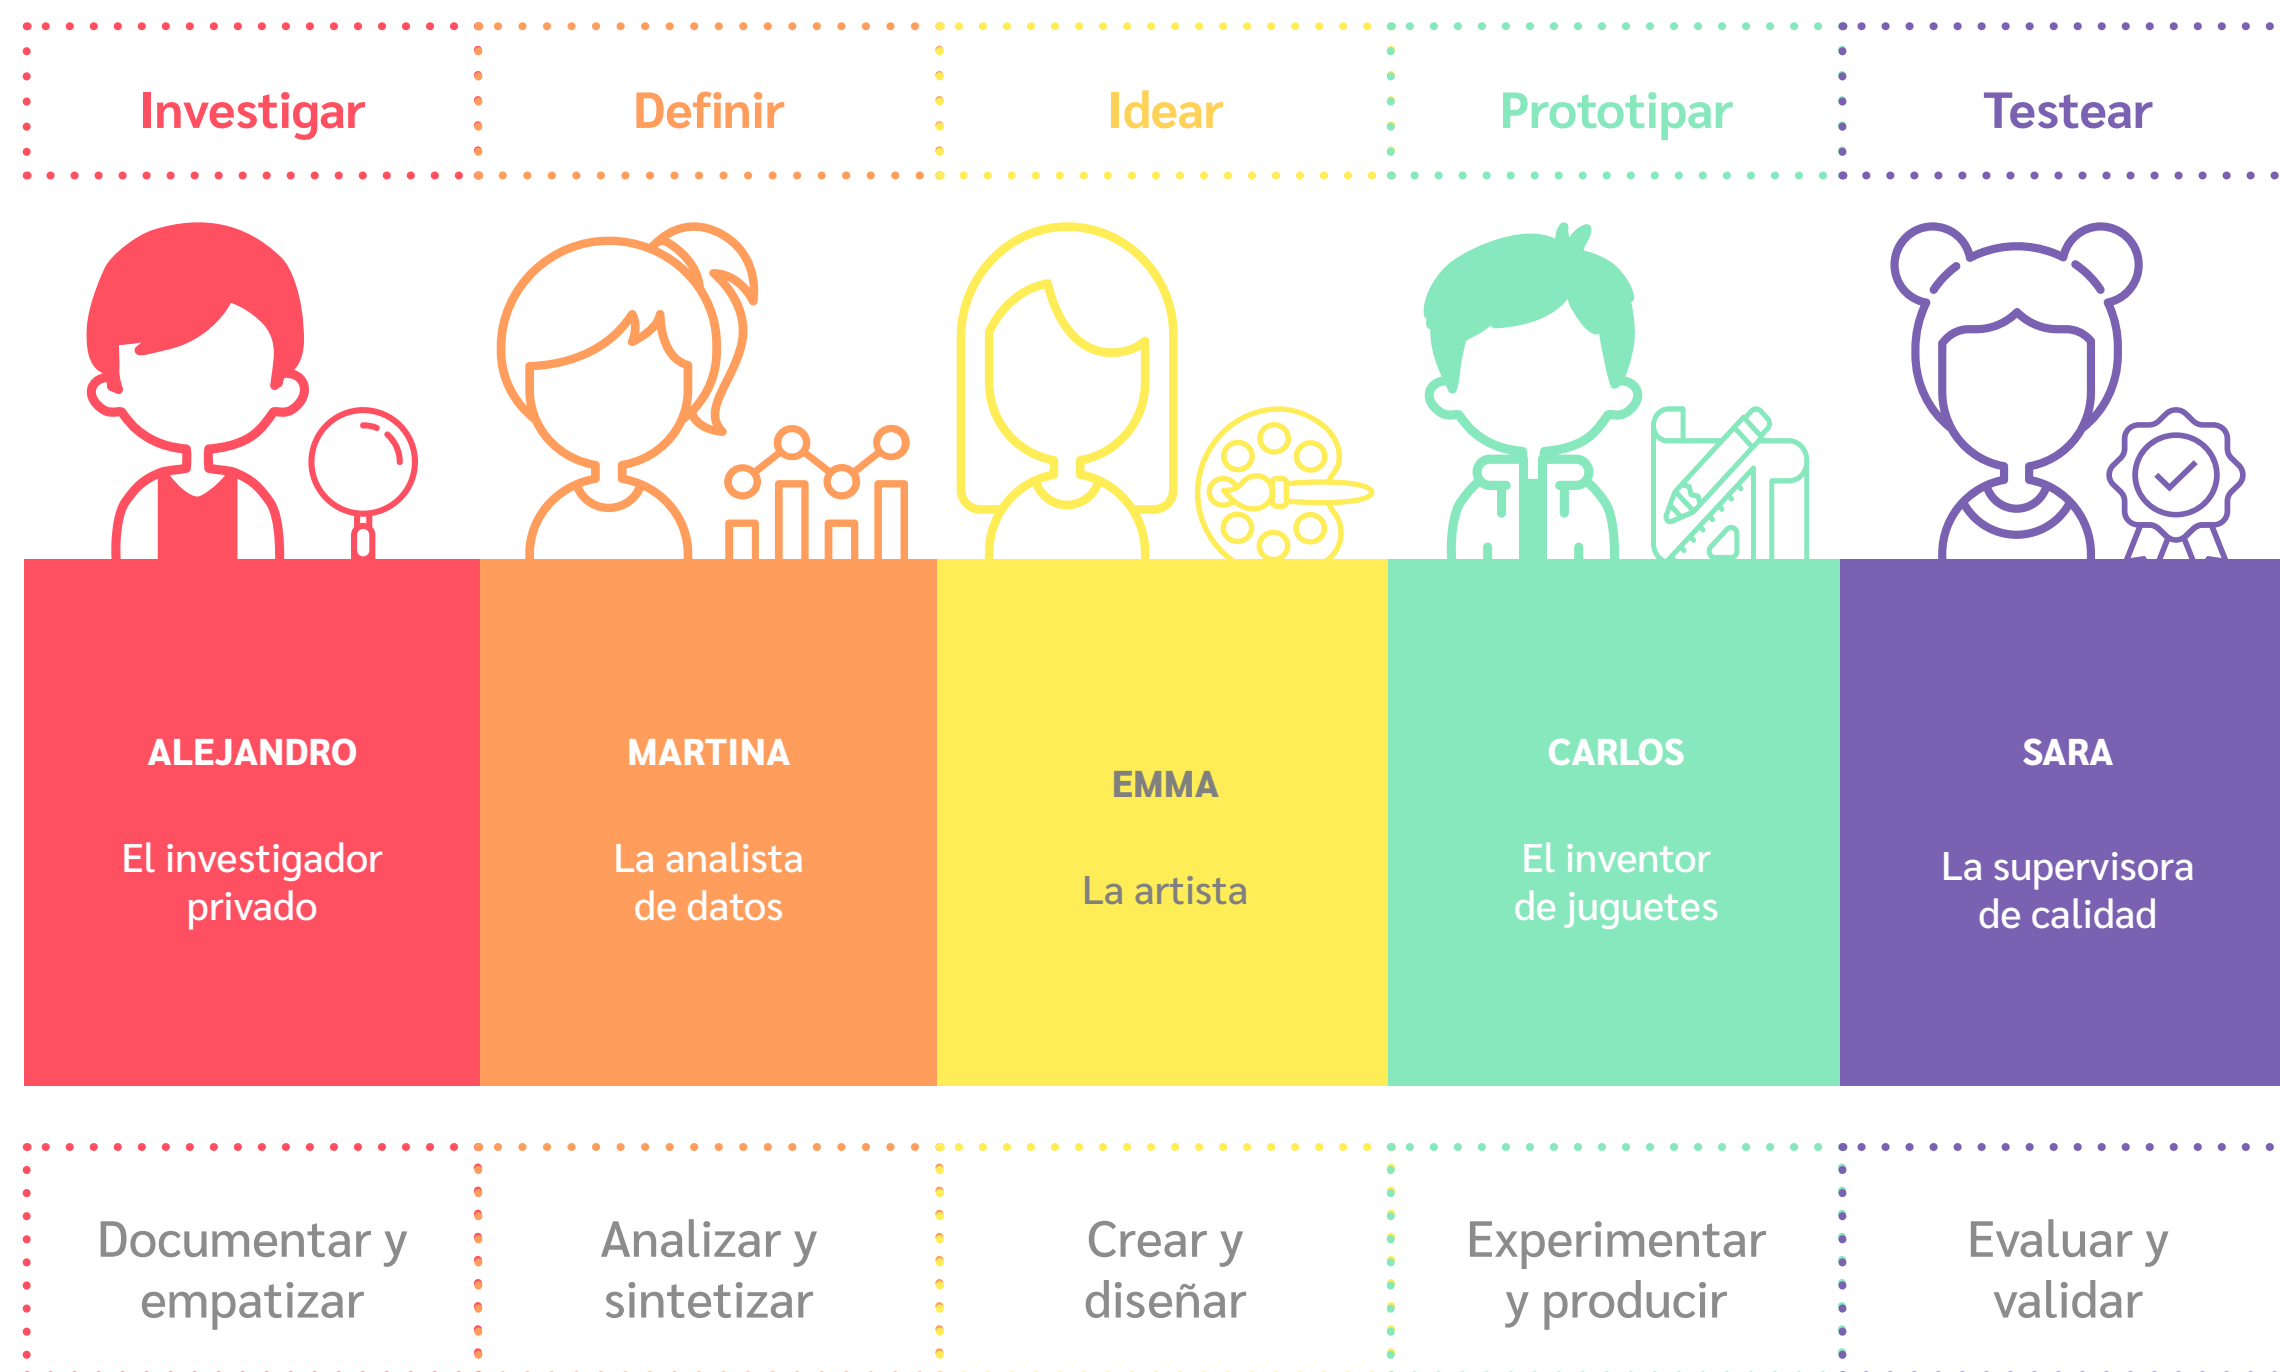 Investigar
Definir
Idear
Prototipar
Testear
ALEJANDRO
El investigador
privado
MARTINA
La analista
de datos
EMMA
La artista
CARLOS
El inventor
de juguetes
SARA
La supervisora
de calidad
Documentar y
empatizar
Analizar y
sintetizar
Crear y
diseñar
Experimentar
y producir
Evaluar y
validar